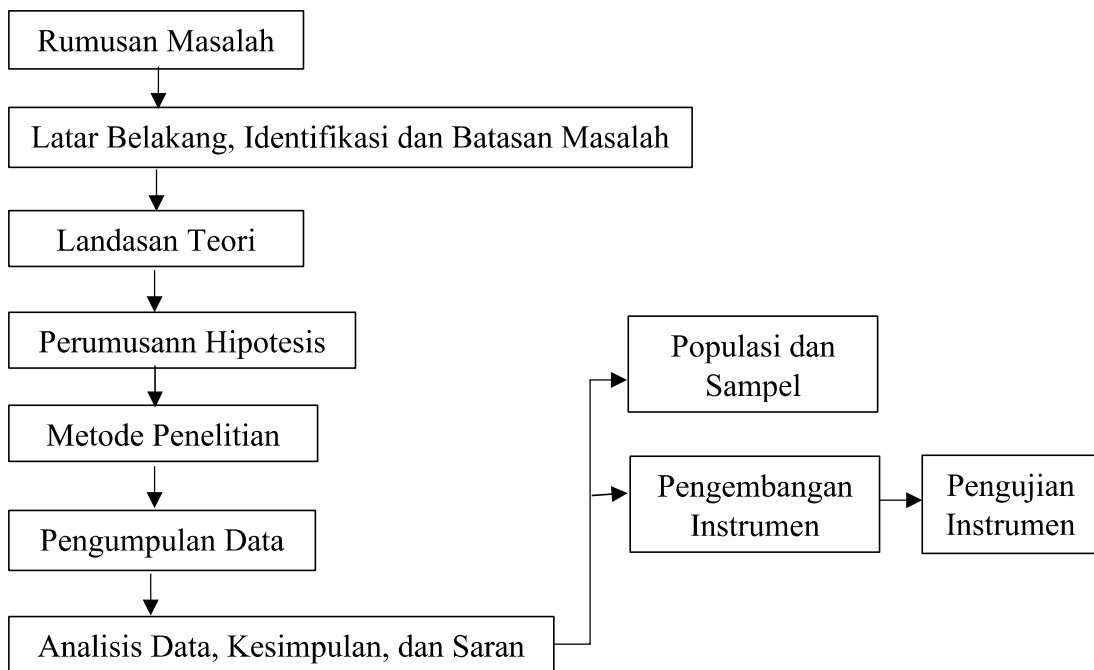 Rumusan Masalah
Latar Belakang, Identifikasi dan Batasan Masalah
Landasan Teori
Perumusann Hipotesis
Metode Penelitian
Pengumpulan Data
Analisis Data, Kesimpulan, dan Saran
Populasi dan
Sampel
Pengembangan
Instrumen
Pengujian
Instrumen